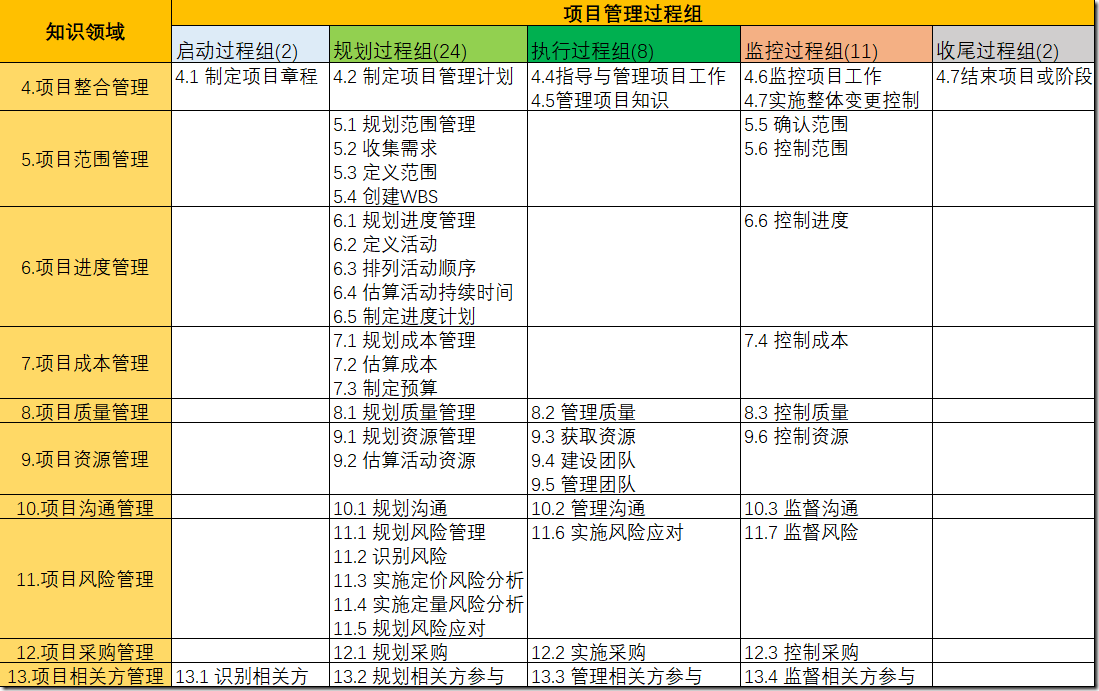 知识领域
项目管理过程组
启动过程组(2)
规划过程组(24)
执行过程组(8)
监控过程组(11)
收尾过程组(2)
4.项目整合管理
4.1 制定项目章程
4.2 制定项目管理计划
4.4指导与管理项目工作
4.5管理项目知识
4.6监控项目工作
4.7实施整体变更控制
4.7结束项目或阶段
5.项目范围管理
5.1 规划范围管理
5.2 收集需求
5.3 定义范围
5.4 创建WBS
5.5 确认范围
5.6 控制范围
6.项目进度管理
6.1 规划进度管理
6.2 定义活动
6.3 排列活动顺序
6.4 估算活动持续时间
6.5 制定进度计划
6.6 控制进度
7.项目成本管理
7.1 规划成本管理
7.2 估算成本
7.3 制定预算
7.4 控制成本
8.项目质量管理
8.1 规划质量管理
8.2 管理质量
8.3 控制质量
9.项目资源管理
9.1 规划资源管理
9.2 估算活动资源
9.3 获取资源
9.4 建设团队
9.5 管理团队
9.6 控制资源
10.项目沟通管理
10.1 规划沟通
10.2 管理沟通
10.3 监督沟通
11.项目风险管理
11.1 规划风险管理
11.2 识别风险
11.3 实施定价风险分析
11.4 实施定量风险分析
11.5 规划风险应对
11.6 实施风险应对
11.7 监督风险
12.项目采购管理
12.1 规划采购
12.2 实施采购
12.3 控制采购
13.项目相关方管理
13.1 识别相关方
13.2 规划相关方参与
13.3 管理相关方参与
13.4 监督相关方参与